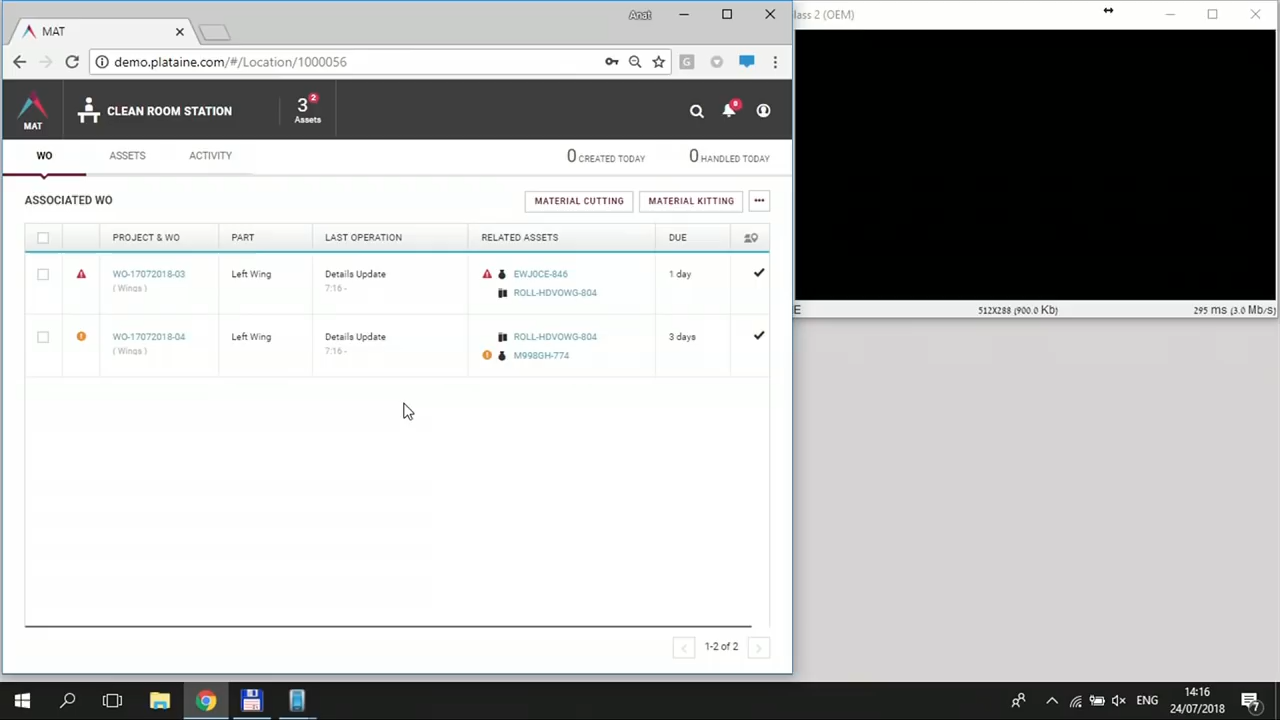 MAT
Anat
lass 2 (OEM)
demo.plataine.com/#/Location/1000056
G
MAT
CLEAN ROOM STATION
3
2
Assets
8
WO
ASSETS
ACTIVITY
0 CREATED TODAY
0 HANDLED TODAY
ASSOCIATED WO
MATERIAL CUTTING
MATERIAL KITTING
PROJECT & WO
PART
LAST OPERATION
RELATED ASSETS
DUE
WO-17072018-03
Left Wing
Details Update
EWJ0CE-846
1 day
( Wings )
7:16 -
ROLL-HDVOWG-804
WO-17072018-04
Left Wing
Details Update
ROLL-HDVOWG-804
3 days
( Wings )
7:16 -
M998GH-774
E
512X288 (900.0 Kb)
295 ms (3.0 Mb/s)
1-2 of 2
ENG
14:16
24/07/2018
7